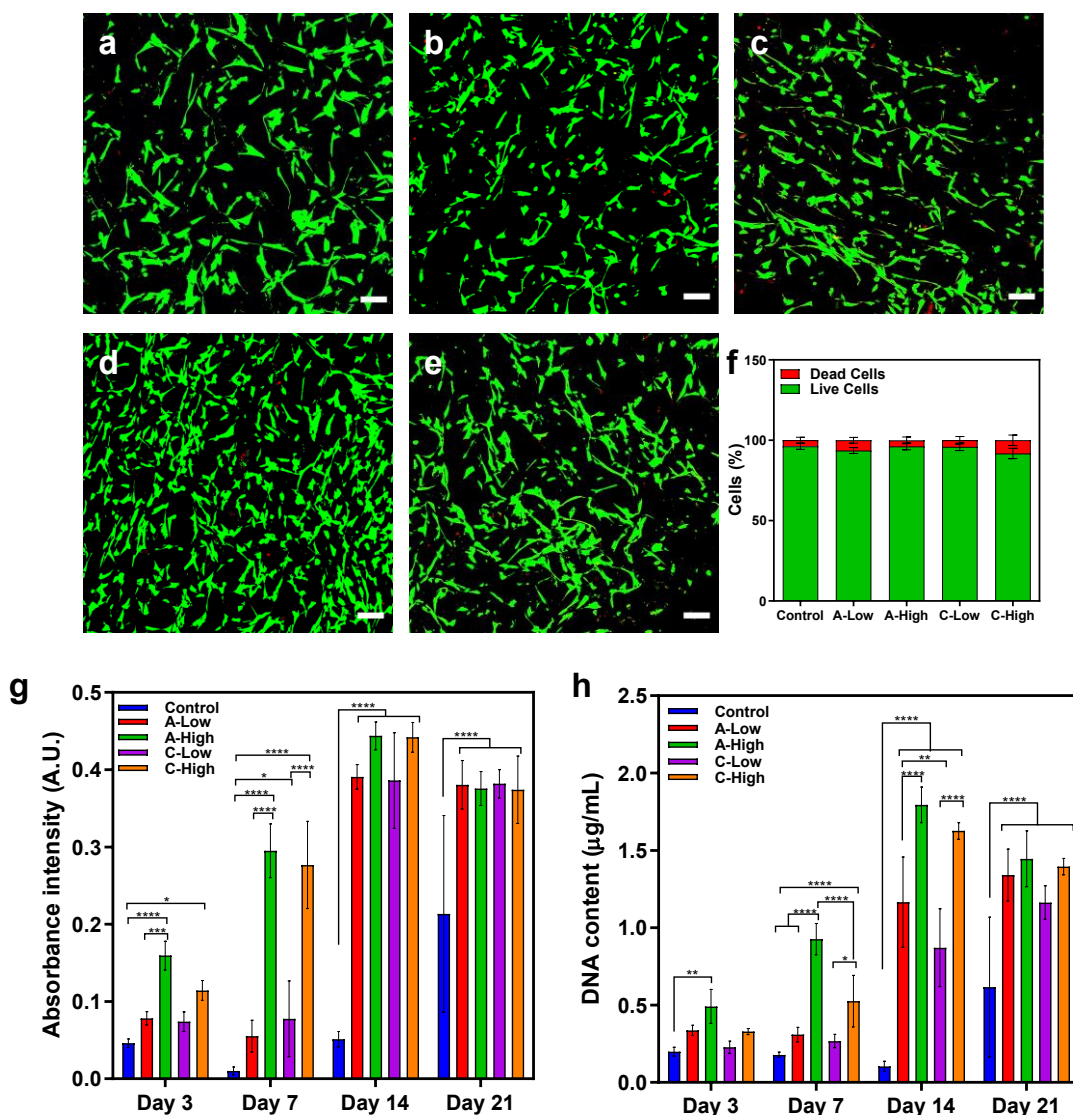 a
b
c
d
e
f
150
100
50
0
Cells (%)
Dead Cells
Live Cells
Control
A-Low
A-High
C-Low
C-High
g
0.5
0.4
0.3
0.2
0.1
0.0
Absorbance intensity (A.U.)
Control
A-Low
A-High
C-Low
C-High
*
****
***
****
*
****
****
****
****
****
Day 3
Day 7
Day 14
Day 21
h
2.5
2.0
1.5
1.0
0.5
0.0
DNA content (µg/mL)
Control
A-Low
A-High
C-Low
C-High
**
****
****
****
*
****
**
****
****
****
Day 3
Day 7
Day 14
Day 21